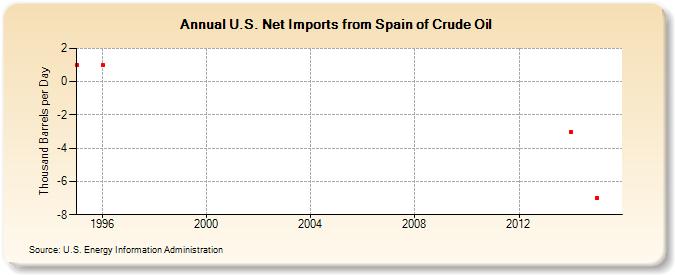 Annual U.S. Net Imports from Spain of Crude Oil
Thousand Barrels per Day
2
0
-2
-4
-6
-8
1996 2000 2004 2008 2012
Source: U.S. Energy Information Administration